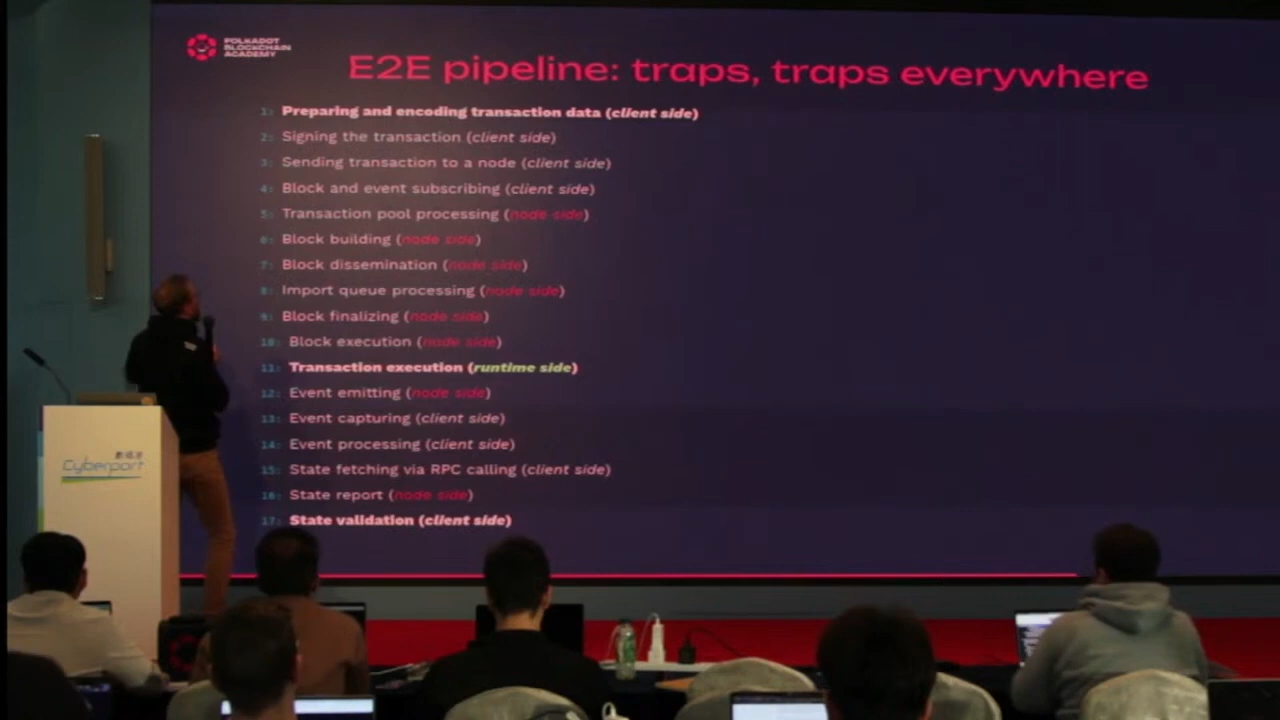 POLKADOT
BLOCKCHAIN
ACADEMY
E2E pipeline: traps, traps everywhere
1: Preparing and encoding transaction data (client side)
2: Signing the transaction (client side)
3: Sending transaction to a node (client side)
4: Block and event subscribing (client side)
5: Transaction pool processing (node side)
6: Block building (node side)
7: Block dissemination (node side)
8: Import queue processing (node side)
9: Block finalizing (node side)
10: Block execution (node side)
11: Transaction execution (runtime side)
12: Event emitting (node side)
13: Event capturing (client side)
14: Event processing (client side)
15: State fetching via RPC calling (client side)
16: State report (node side)
17: State validation (client side)
數碼港
Cyberport